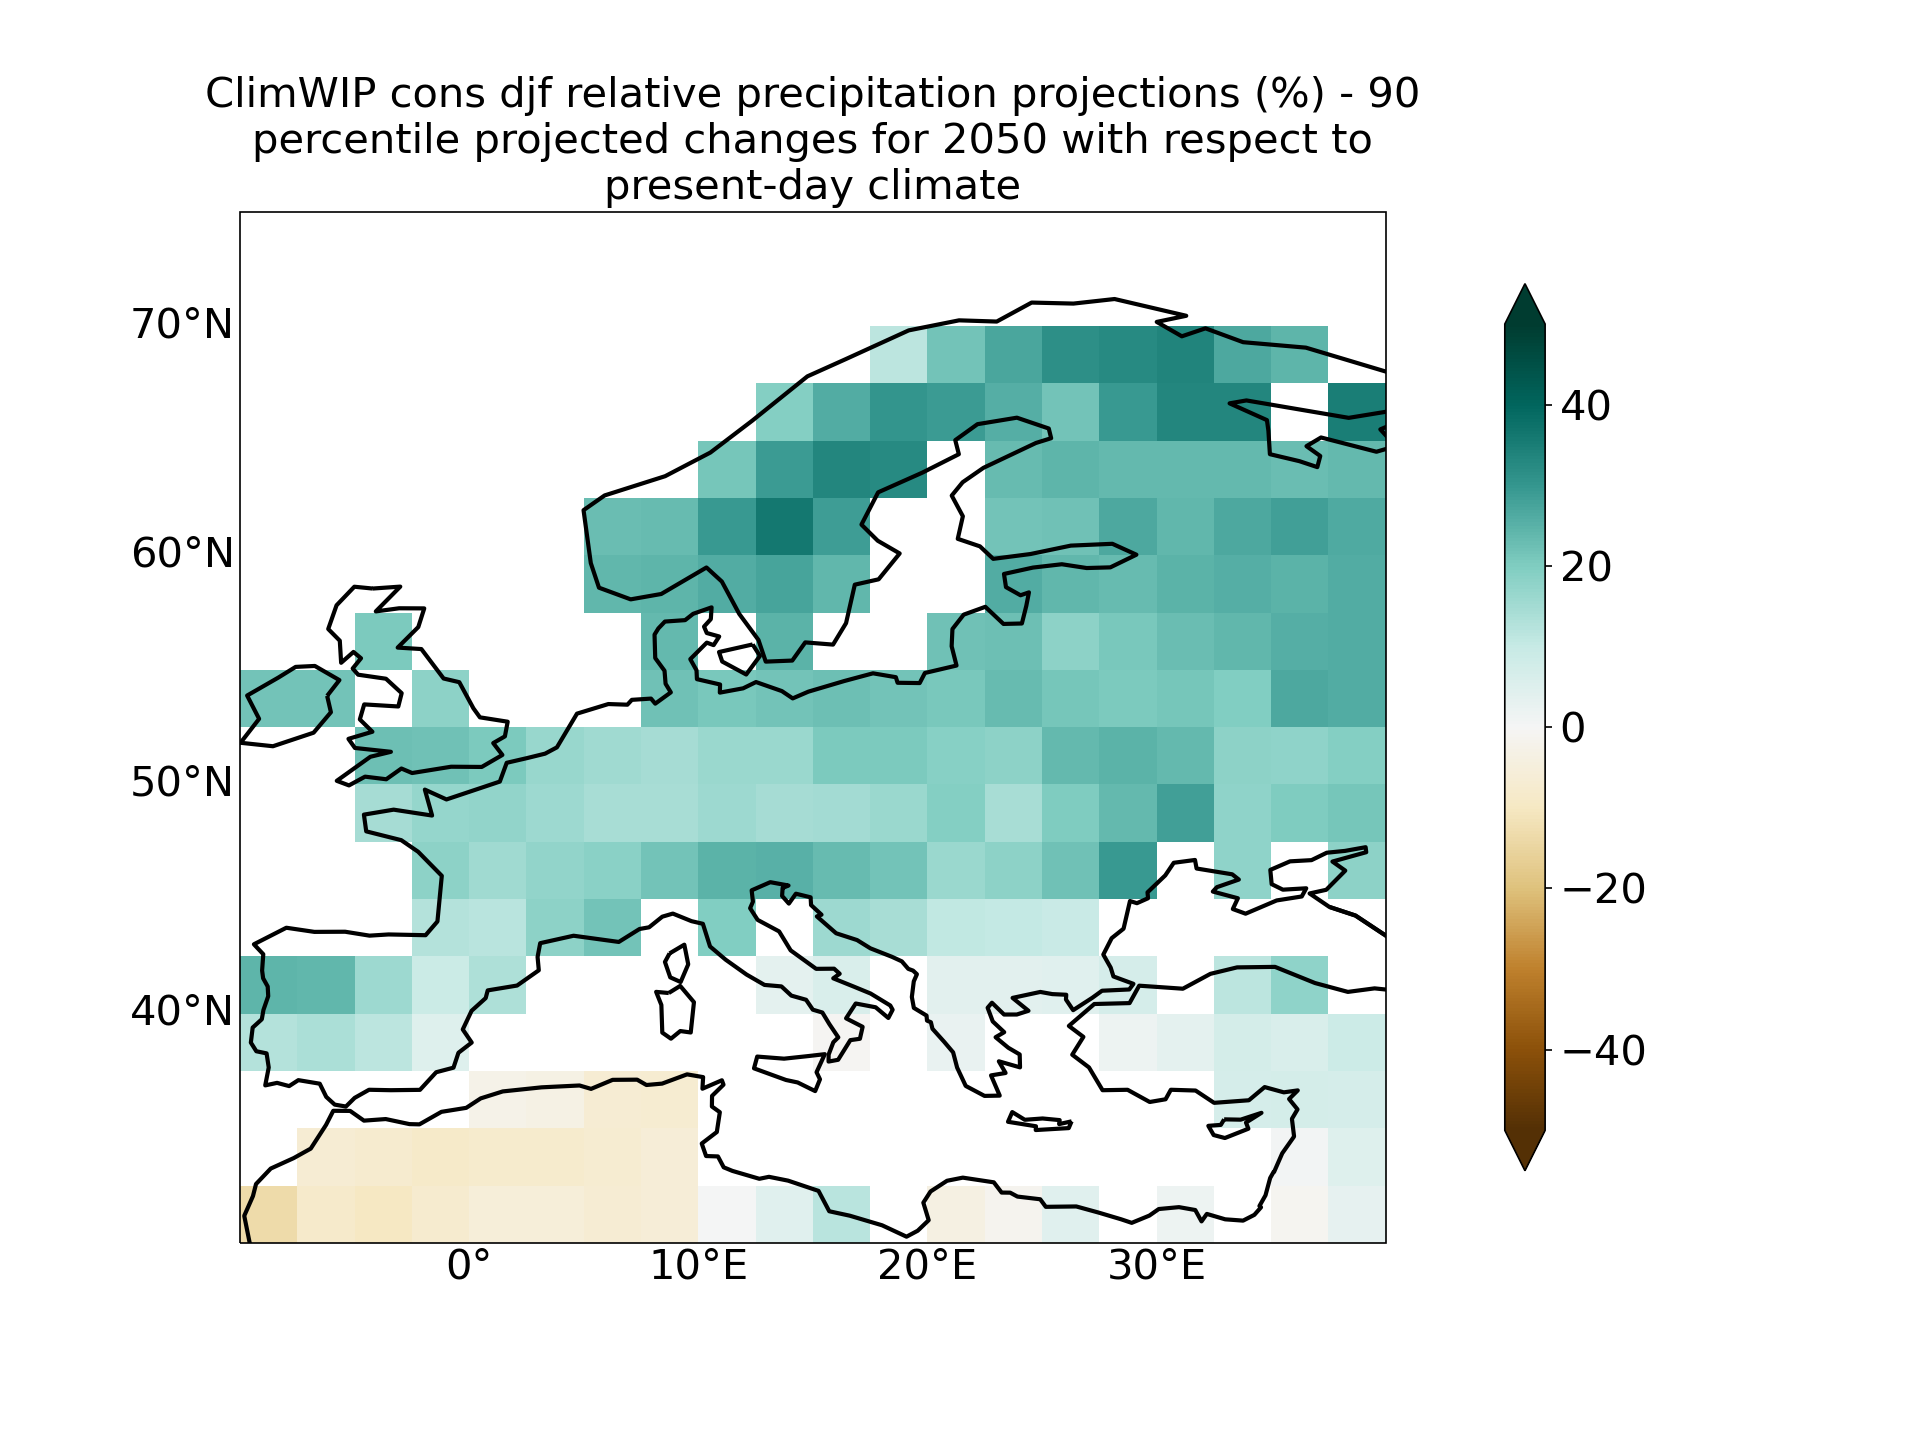 ClimWIP cons djf relative precipitation projections (%) - 90
percentile projected changes for 2050 with respect to
present-day climate
70°N
60°N
50°N
40°N
0°
10°E
20°E
30°E
40
20
0
−20
−40